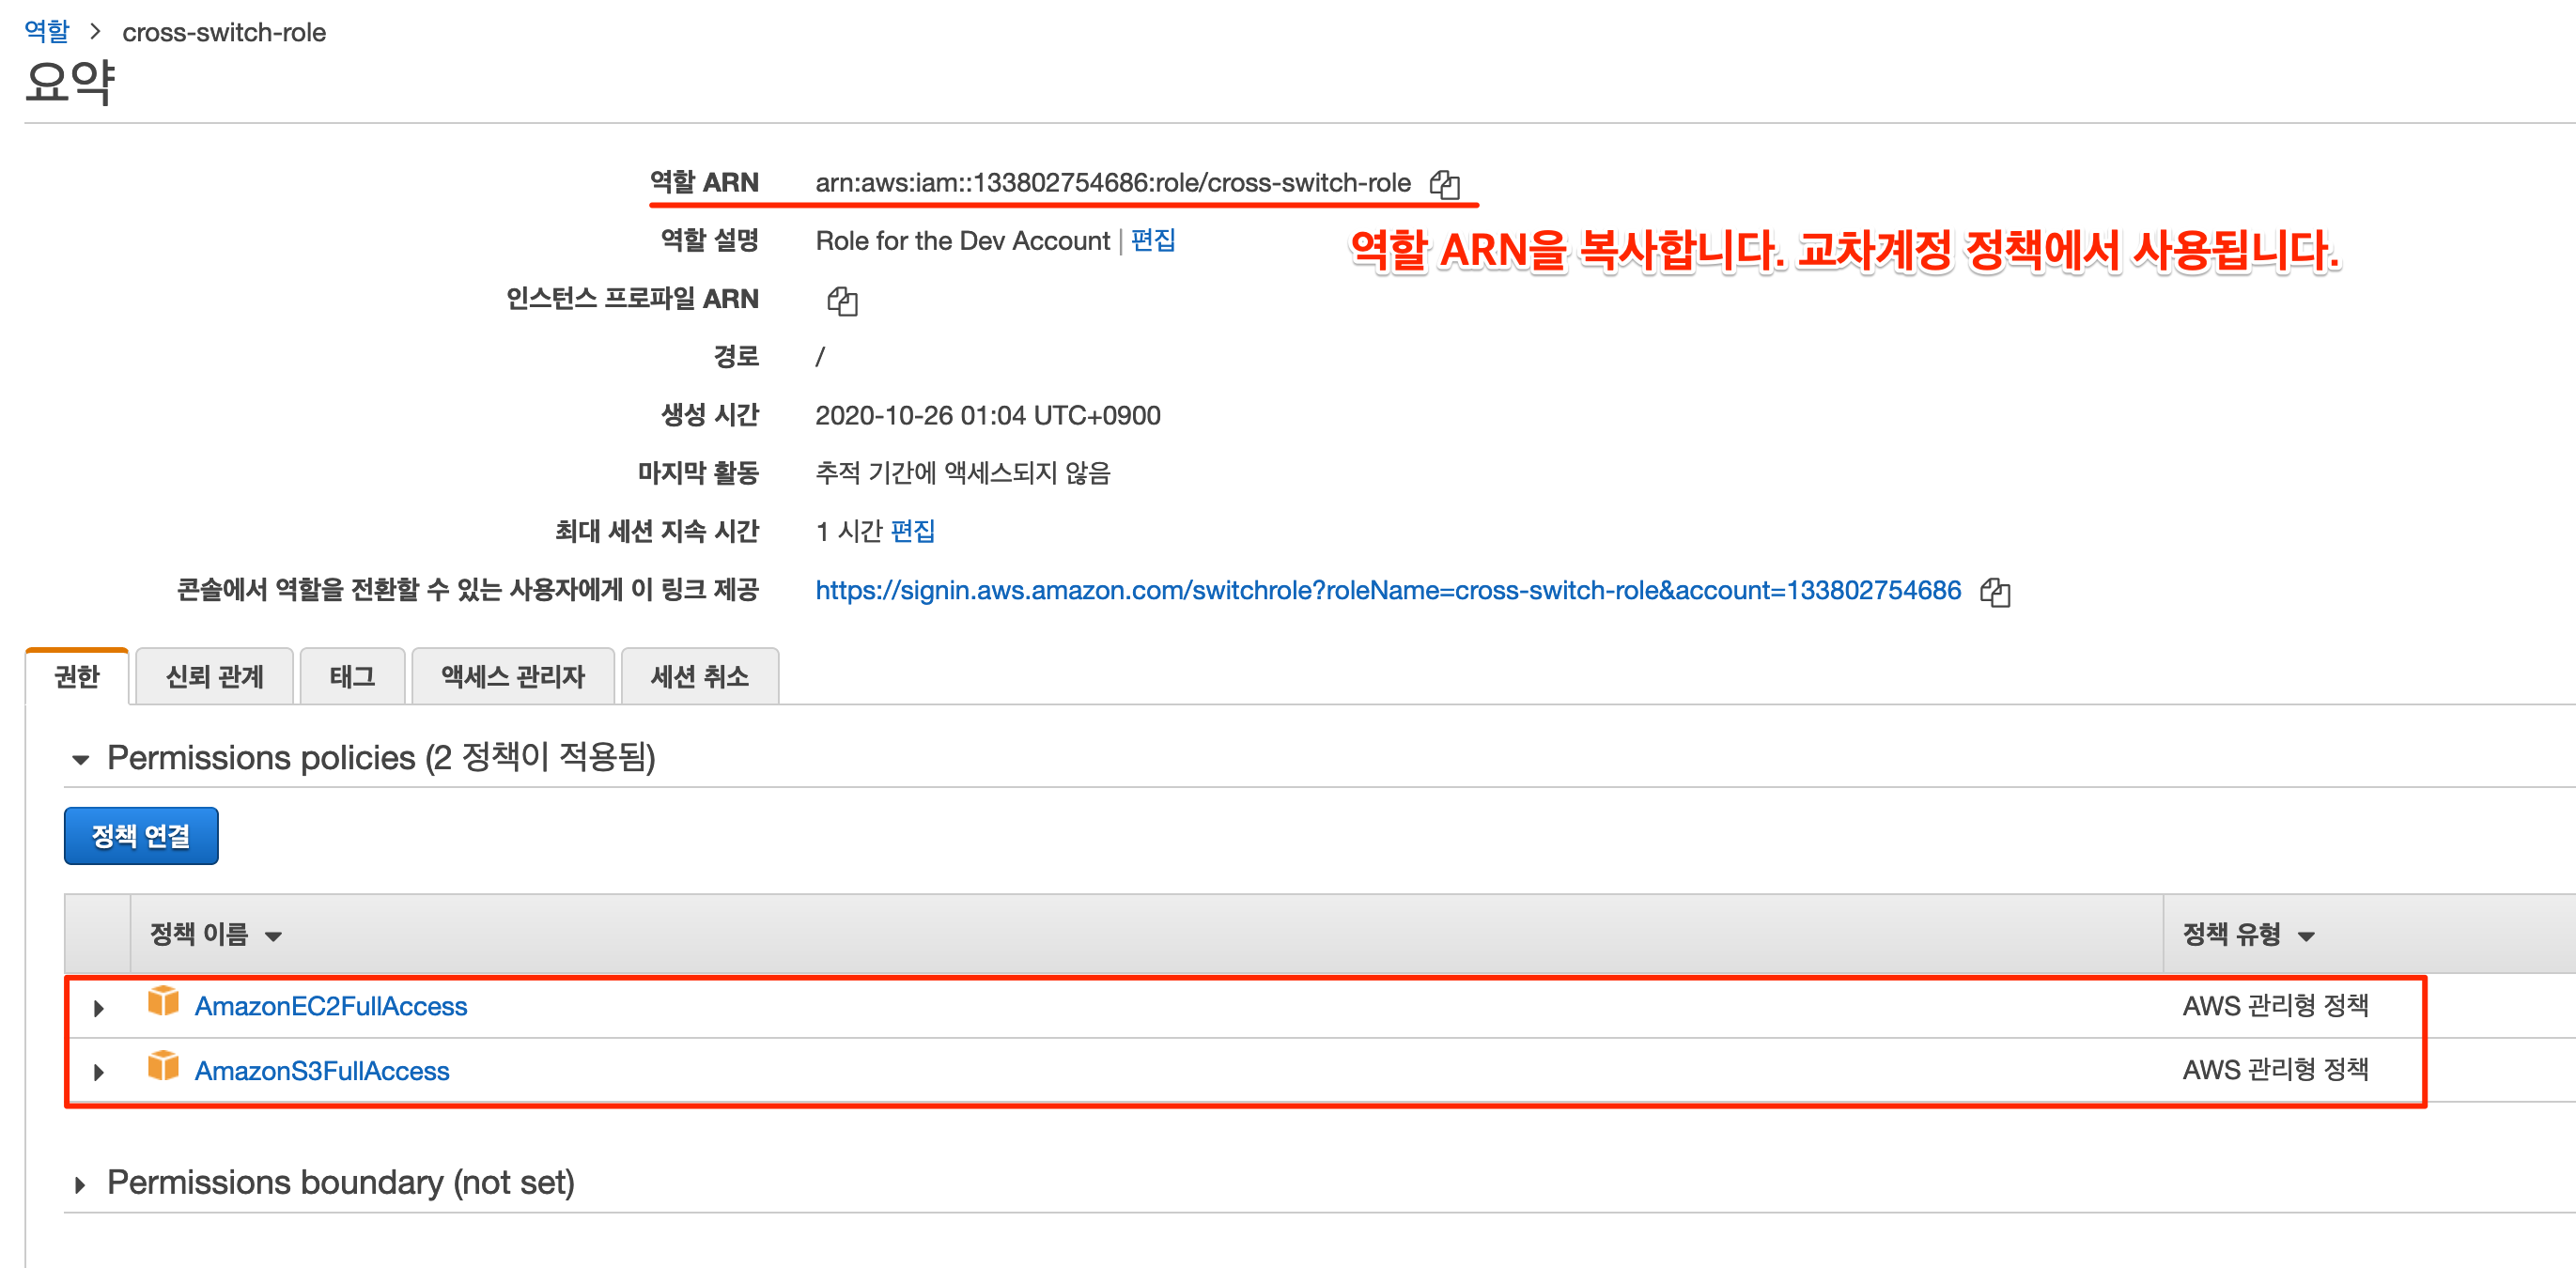 역할 > cross-switch-role
요약
역할 ARN arn:aws:iam::133802754686:role/cross-switch-role
역할 설명 Role for the Dev Account | 편집
역할 ARN을 복사합니다. 교차계정 정책에서 사용됩니다.
인스턴스 프로파일 ARN
경로 /
생성 시간 2020-10-26 01:04 UTC+0900
마지막 활동 추적 기간에 액세스되지 않음
최대 세션 지속 시간 1 시간 편집
콘솔에서 역할을 전환할 수 있는 사용자에게 이 링크 제공 https://signin.aws.amazon.com/switchrole?roleName=cross-switch-role&account=133802754686
권한 신뢰 관계 태그 액세스 관리자 세션 취소
Permissions policies (2 정책이 적용됨)
정책 연결
정책 이름 정책 유형
AmazonEC2FullAccess AWS 관리형 정책
AmazonS3FullAccess AWS 관리형 정책
Permissions boundary (not set)